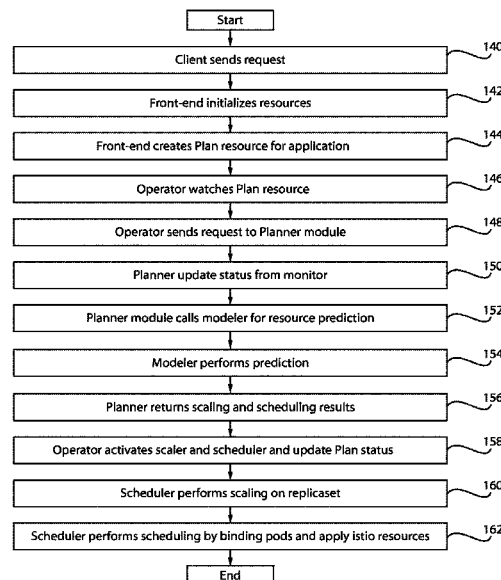 Start
Client sends request
140
Front-end initializes resources
142
Front-end creates Plan resource for application
144
Operator watches Plan resource
146
Operator sends request to Planner module
148
Planner update status from monitor
150
Planner module calls modeler for resource prediction
152
Modeler performs prediction
154
Planner returns scaling and scheduling results
156
Operator activates scaler and scheduler and update Plan status
158
Scheduler performs scaling on replicaset
160
Scheduler performs scheduling by binding pods and apply istio resources
162
End